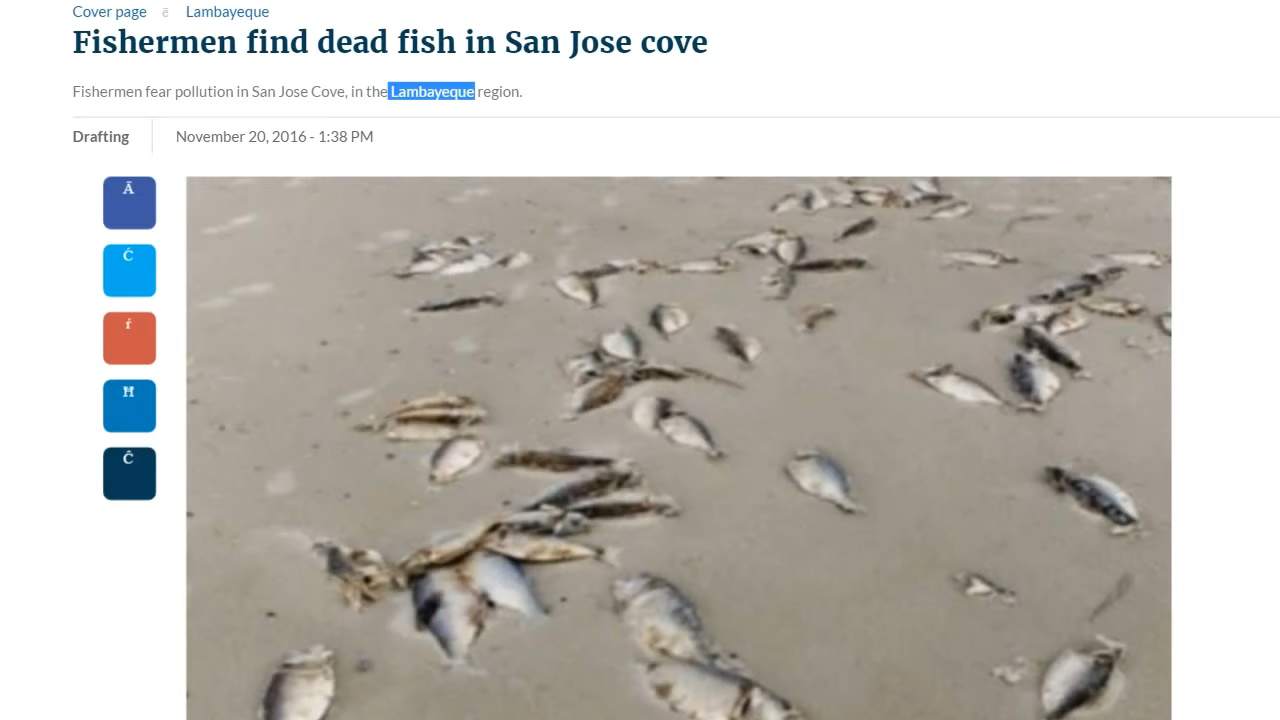 Cover page ē Lambayeque
Fishermen find dead fish in San Jose cove
Fishermen fear pollution in San Jose Cove, in the Lambayeque region.
Drafting November 20, 2016 - 1:38 PM
Ā
Ć
ŕ
Ħ
Ĉ